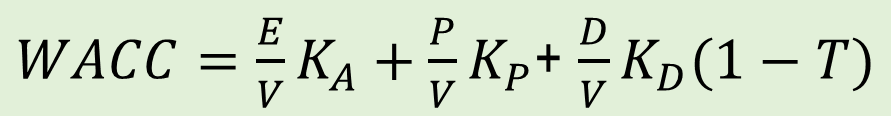 WACC = E/V K_A + P/V K_P + D/V K_D (1 − T)